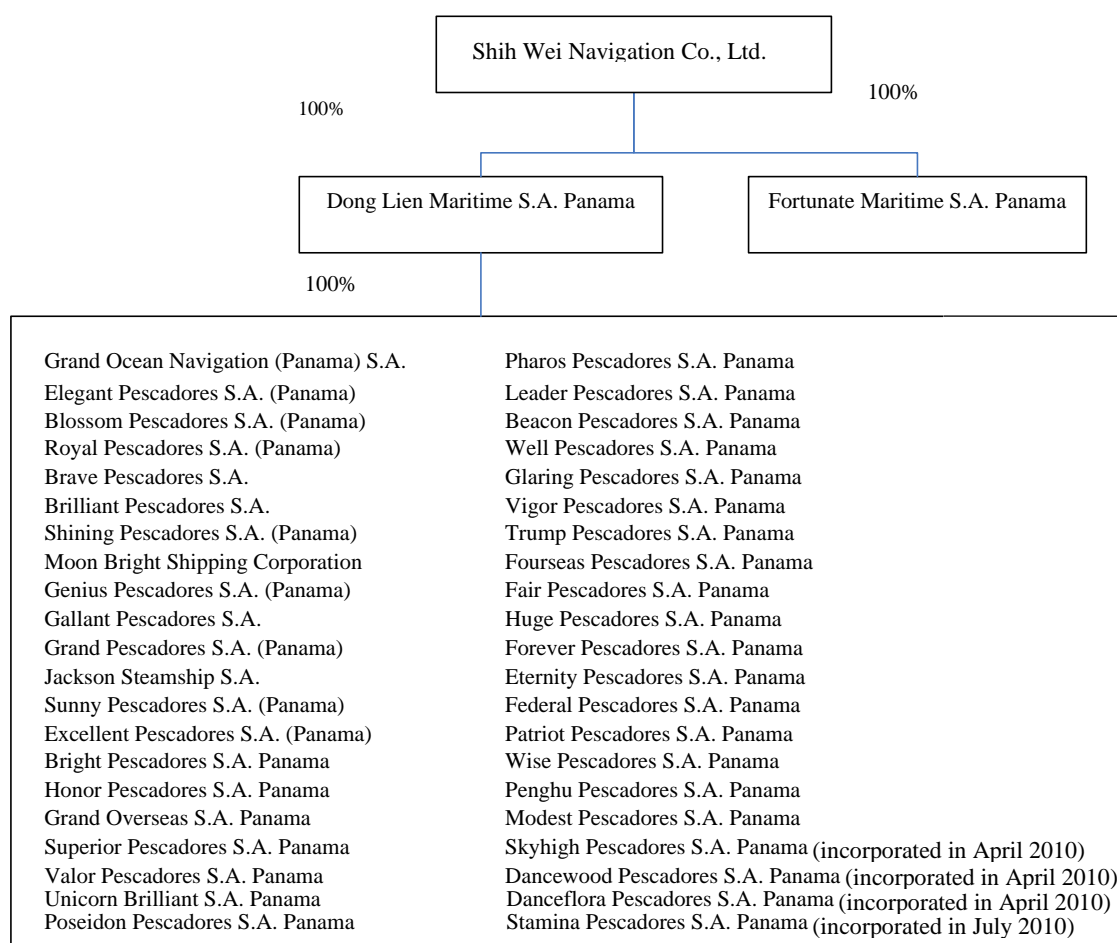 Shih Wei Navigation Co., Ltd.
100%
100%
Dong Lien Maritime S.A. Panama
Fortunate Maritime S.A. Panama
100%
Grand Ocean Navigation (Panama) S.A.
Elegant Pescadores S.A. (Panama)
Blossom Pescadores S.A. (Panama)
Royal Pescadores S.A. (Panama)
Brave Pescadores S.A.
Brilliant Pescadores S.A.
Shining Pescadores S.A. (Panama)
Moon Bright Shipping Corporation
Genius Pescadores S.A. (Panama)
Gallant Pescadores S.A.
Grand Pescadores S.A. (Panama)
Jackson Steamship S.A.
Sunny Pescadores S.A. (Panama)
Excellent Pescadores S.A. (Panama)
Bright Pescadores S.A. Panama
Honor Pescadores S.A. Panama
Grand Overseas S.A. Panama
Superior Pescadores S.A. Panama
Valor Pescadores S.A. Panama
Unicorn Brilliant S.A. Panama
Poseidon Pescadores S.A. Panama
Pharos Pescadores S.A. Panama
Leader Pescadores S.A. Panama
Beacon Pescadores S.A. Panama
Well Pescadores S.A. Panama
Glaring Pescadores S.A. Panama
Vigor Pescadores S.A. Panama
Trump Pescadores S.A. Panama
Fourseas Pescadores S.A. Panama
Fair Pescadores S.A. Panama
Huge Pescadores S.A. Panama
Forever Pescadores S.A. Panama
Eternity Pescadores S.A. Panama
Federal Pescadores S.A. Panama
Patriot Pescadores S.A. Panama
Wise Pescadores S.A. Panama
Penghu Pescadores S.A. Panama
Modest Pescadores S.A. Panama
Skyhigh Pescadores S.A. Panama (incorporated in April 2010)
Dancewood Pescadores S.A. Panama (incorporated in April 2010)
Danceflora Pescadores S.A. Panama (incorporated in April 2010)
Stamina Pescadores S.A. Panama (incorporated in July 2010)